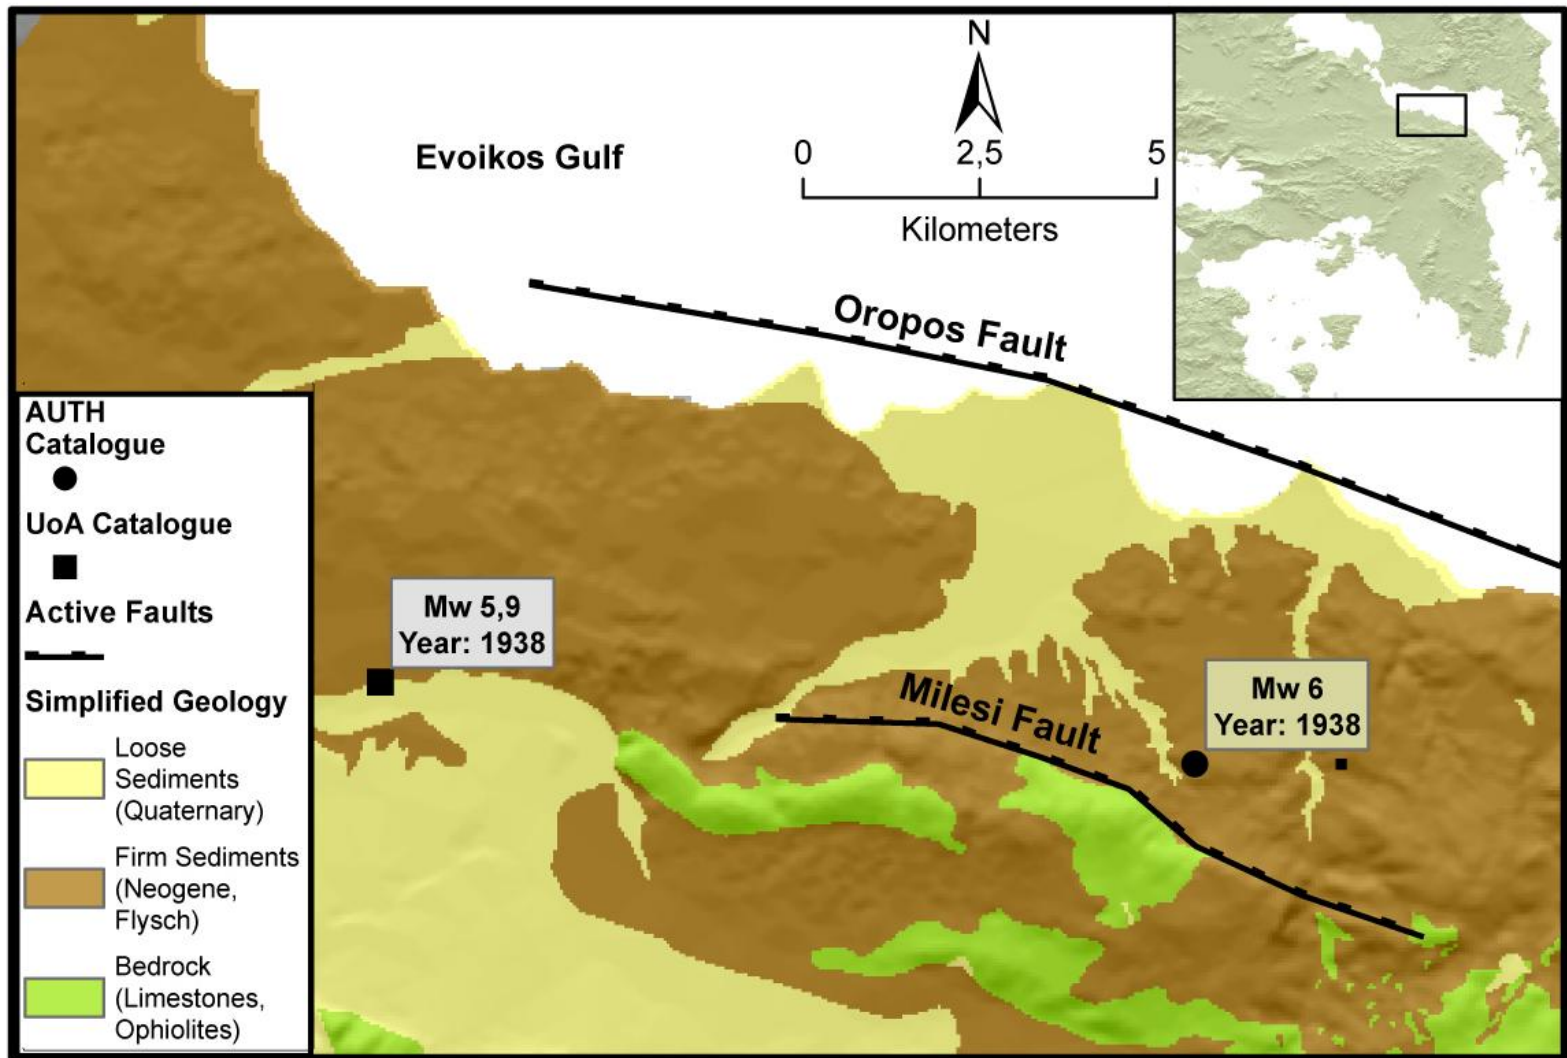 N
0 2,5 5
Kilometers
Evoikos Gulf
Oropos Fault
Milesi Fault
Mw 5,9
Year: 1938
Mw 6
Year: 1938
AUTH
Catalogue
UoA Catalogue
Active Faults
Simplified Geology
Loose
Sediments
(Quaternary)
Firm Sediments
(Neogene,
Flysch)
Bedrock
(Limestones,
Ophiolites)